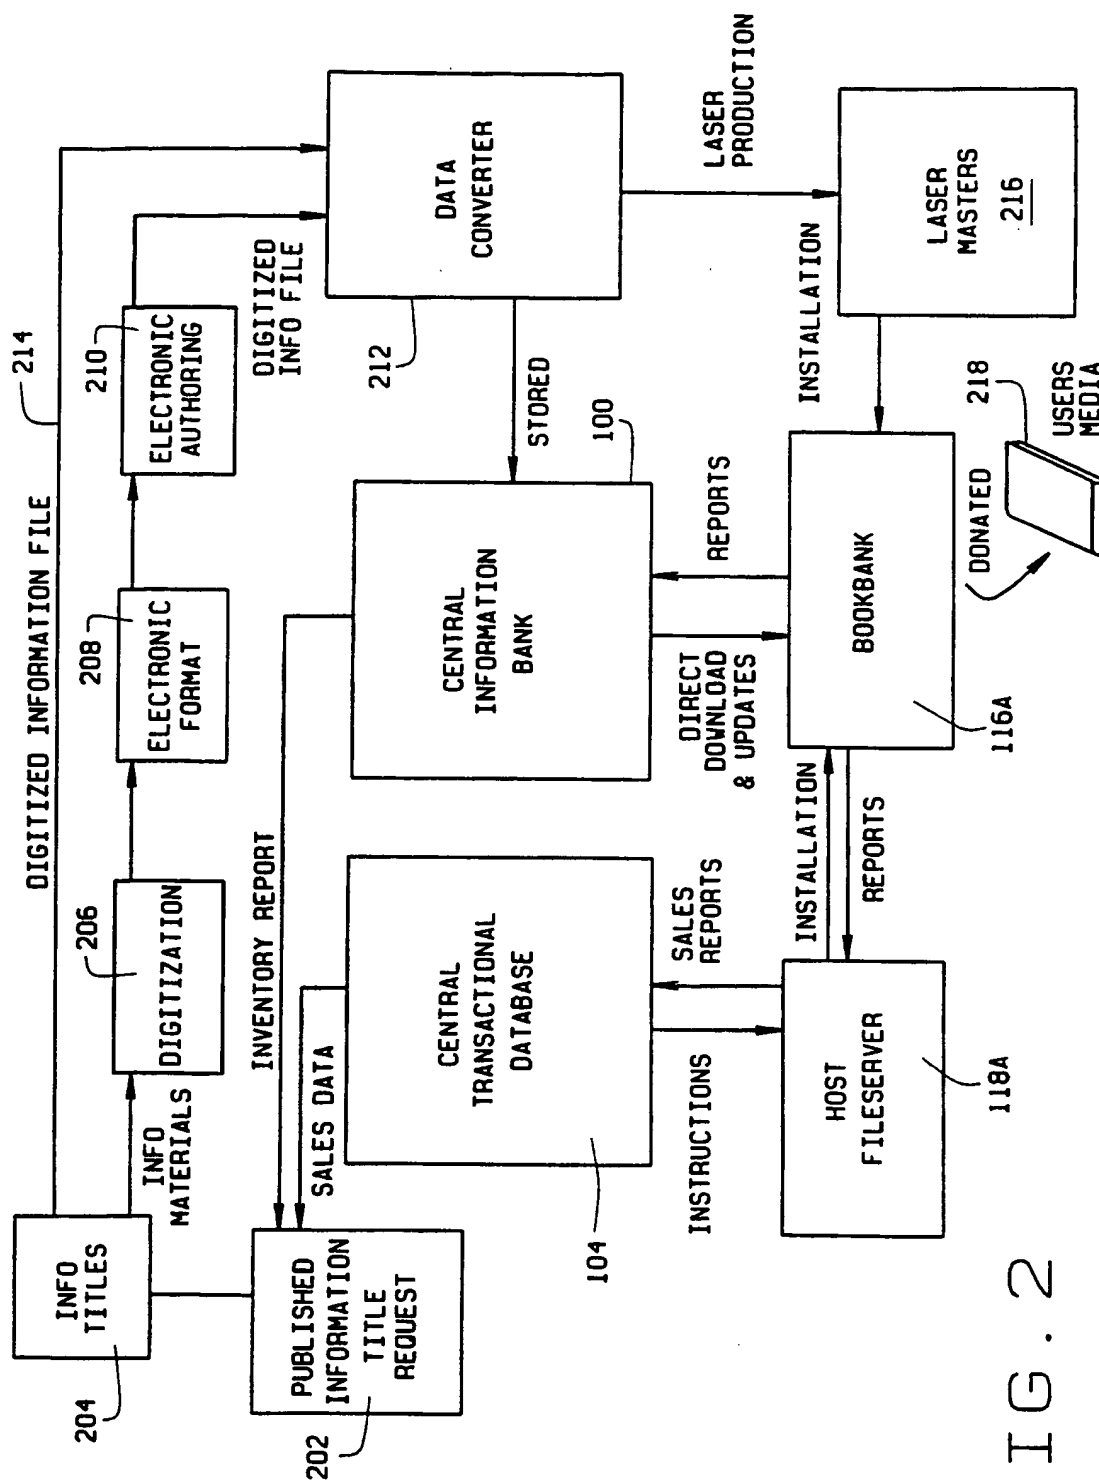 DIGITIZED INFORMATION FILE
214
INFO
TITLES
204
INFO
MATERIALS
206
DIGITIZATION
208
ELECTRONIC
FORMAT
210
ELECTRONIC
AUTHORING
DIGITIZED
INFO FILE
PUBLISHED
INFORMATION
TITLE
REQUEST
202
INVENTORY REPORT
SALES DATA
CENTRAL
TRANSACTIONAL
DATABASE
104
CENTRAL
INFORMATION
BANK
100
STORED
DATA
CONVERTER
212
LASER
PRODUCTION
INSTRUCTIONS
SALES
REPORTS
DIRECT
DOWNLOAD
& UPDATES
REPORTS
INSTALLATION
HOST
FILESERVER
118A
INSTALLATION
REPORTS
BOOKBANK
116A
LASER
MASTERS
216
DONATED
218
USERS
MEDIA
IG. 2